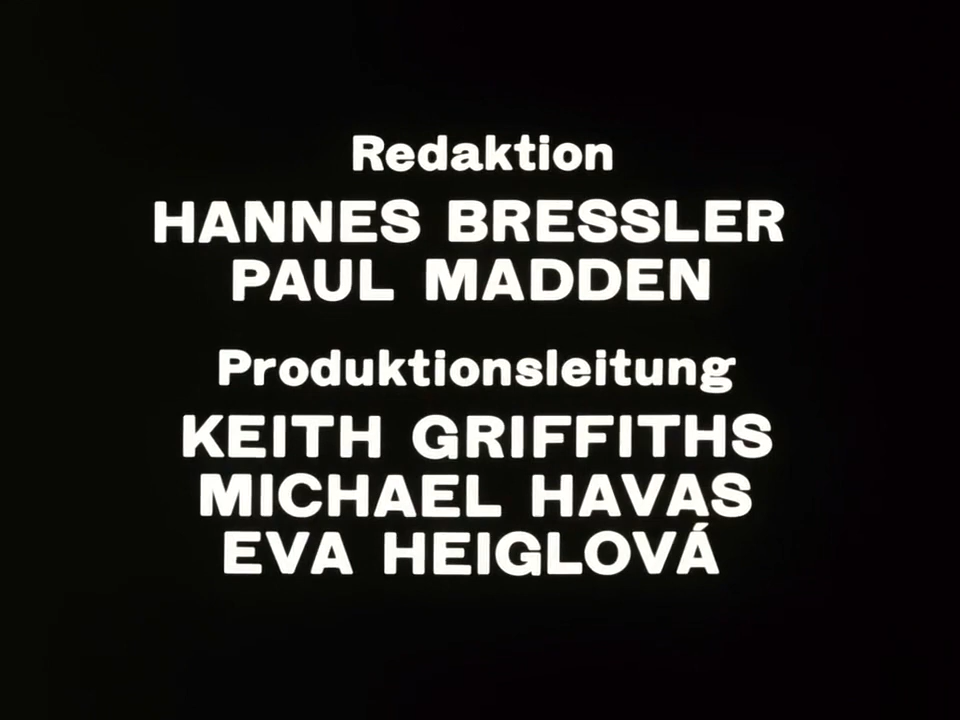 Redaktion
HANNES BRESSLER
PAUL MADDEN
Produktionsleitung
KEITH GRIFFITHS
MICHAEL HAVAS
EVA HEIGLOVÁ